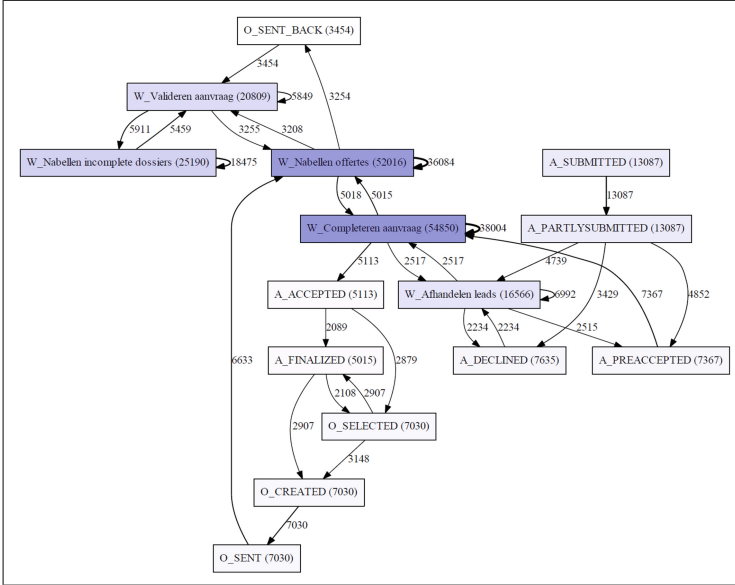 O_SENT_BACK (3454)
3454
W_Valideren aanvraag (20809)
5849
3254
5911
5459
3255
3208
W_Nabellen incomplete dossiers (25190)
18475
W_Nabellen offertes (52016)
36084
A_SUBMITTED (13087)
13087
5018
5015
W_Completeren aanvraag (54850)
38004
A_PARTLYSUBMITTED (13087)
5113
2517
2517
4739
3429
7367
4852
A_ACCEPTED (5113)
W_Afhandelen leads (16566)
6992
2089
2879
2234
2234
2515
6633
A_FINALIZED (5015)
A_DECLINED (7635)
A_PREACCEPTED (7367)
2108
2907
2907
O_SELECTED (7030)
3148
O_CREATED (7030)
7030
O_SENT (7030)